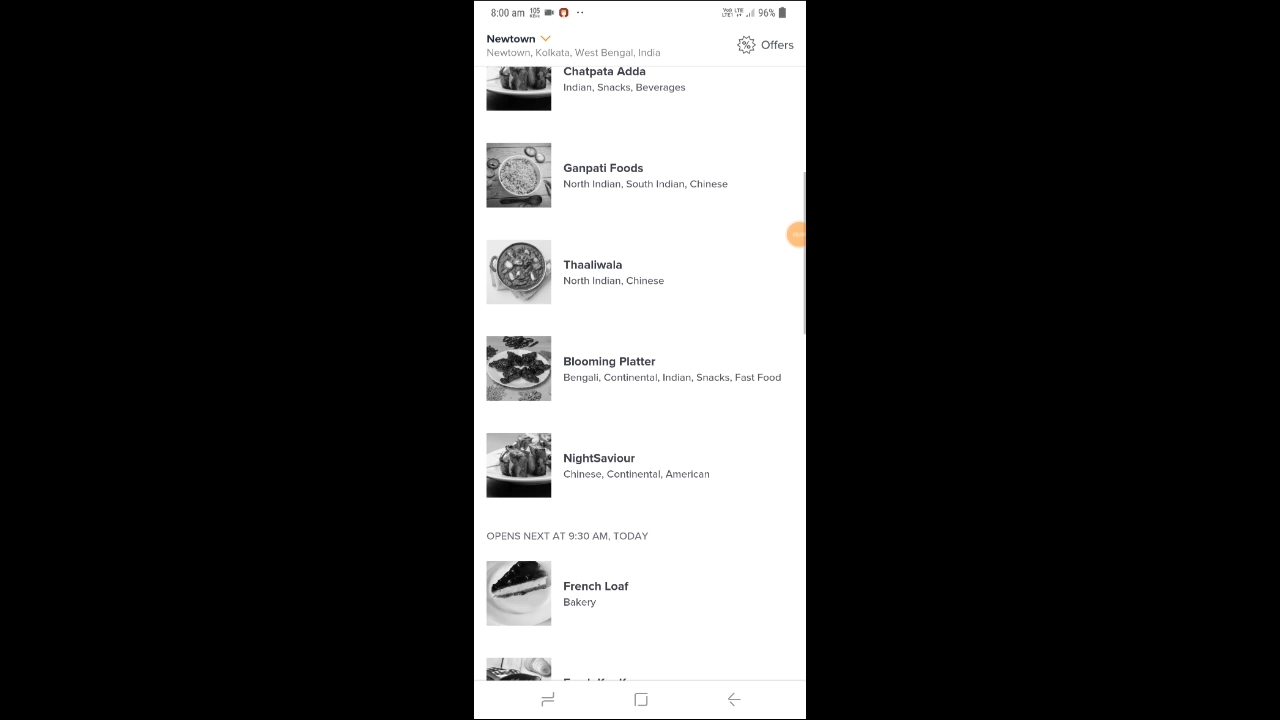 8:00 am
96%
Newtown
Newtown, Kolkata, West Bengal, India
Offers
Chatpata Adda
Indian, Snacks, Beverages
Ganpati Foods
North Indian, South Indian, Chinese
Thaaliwala
North Indian, Chinese
Blooming Platter
Bengali, Continental, Indian, Snacks, Fast Food
NightSaviour
Chinese, Continental, American
OPENS NEXT AT 9:30 AM, TODAY
French Loaf
Bakery